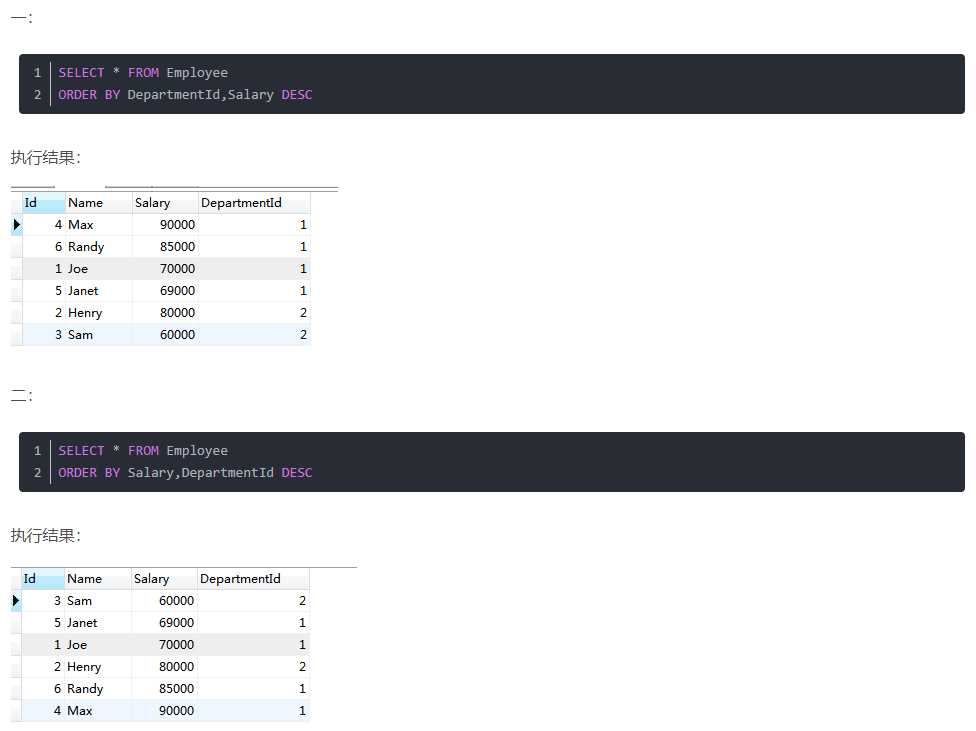 一：
1 SELECT * FROM Employee
2 ORDER BY DepartmentId,Salary DESC
执行结果：
Id Name Salary DepartmentId
4 Max 90000 1
6 Randy 85000 1
1 Joe 70000 1
5 Janet 69000 1
2 Henry 80000 2
3 Sam 60000 2
二：
1 SELECT * FROM Employee
2 ORDER BY Salary,DepartmentId DESC
执行结果：
Id Name Salary DepartmentId
3 Sam 60000 2
5 Janet 69000 1
1 Joe 70000 1
2 Henry 80000 2
6 Randy 85000 1
4 Max 90000 1